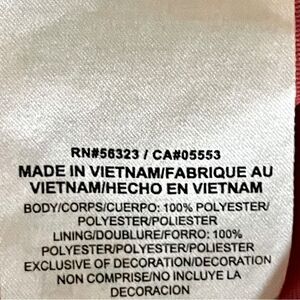 RN#56323 / CA#05553
MADE IN VIETNAM/FABRIQUE AU
VIETNAM/HECHO EN VIETNAM
BODY/CORPS/CUERPO: 100% POLYESTER/
POLYESTER/POLIESTER
LINING/DOUBLURE/FORRO: 100%
POLYESTER/POLYESTER/POLIESTER
EXCLUSIVE OF DECORATION/DECORATION
NON COMPRISE/NO INCLUYE LA
DECORACION